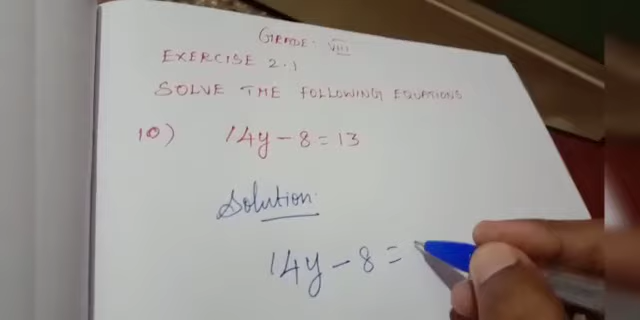 GRADE - VIII
EXERCISE 2.1
SOLVE THE FOLLOWING EQUATIONS
10) 14y - 8 = 13
Solution
14y - 8 =